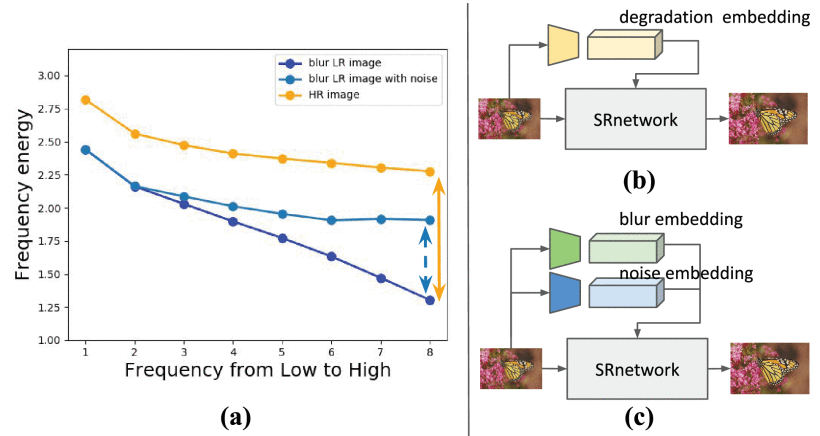 blur LR image
blur LR image with noise
HR image
3.00
2.75
2.50
2.25
2.00
1.75
1.50
1.25
1.00
Frequency energy
1 2 3 4 5 6 7 8
Frequency from Low to High
(a)
degradation embedding
SRnetwork
(b)
blur embedding
noise embedding
SRnetwork
(c)